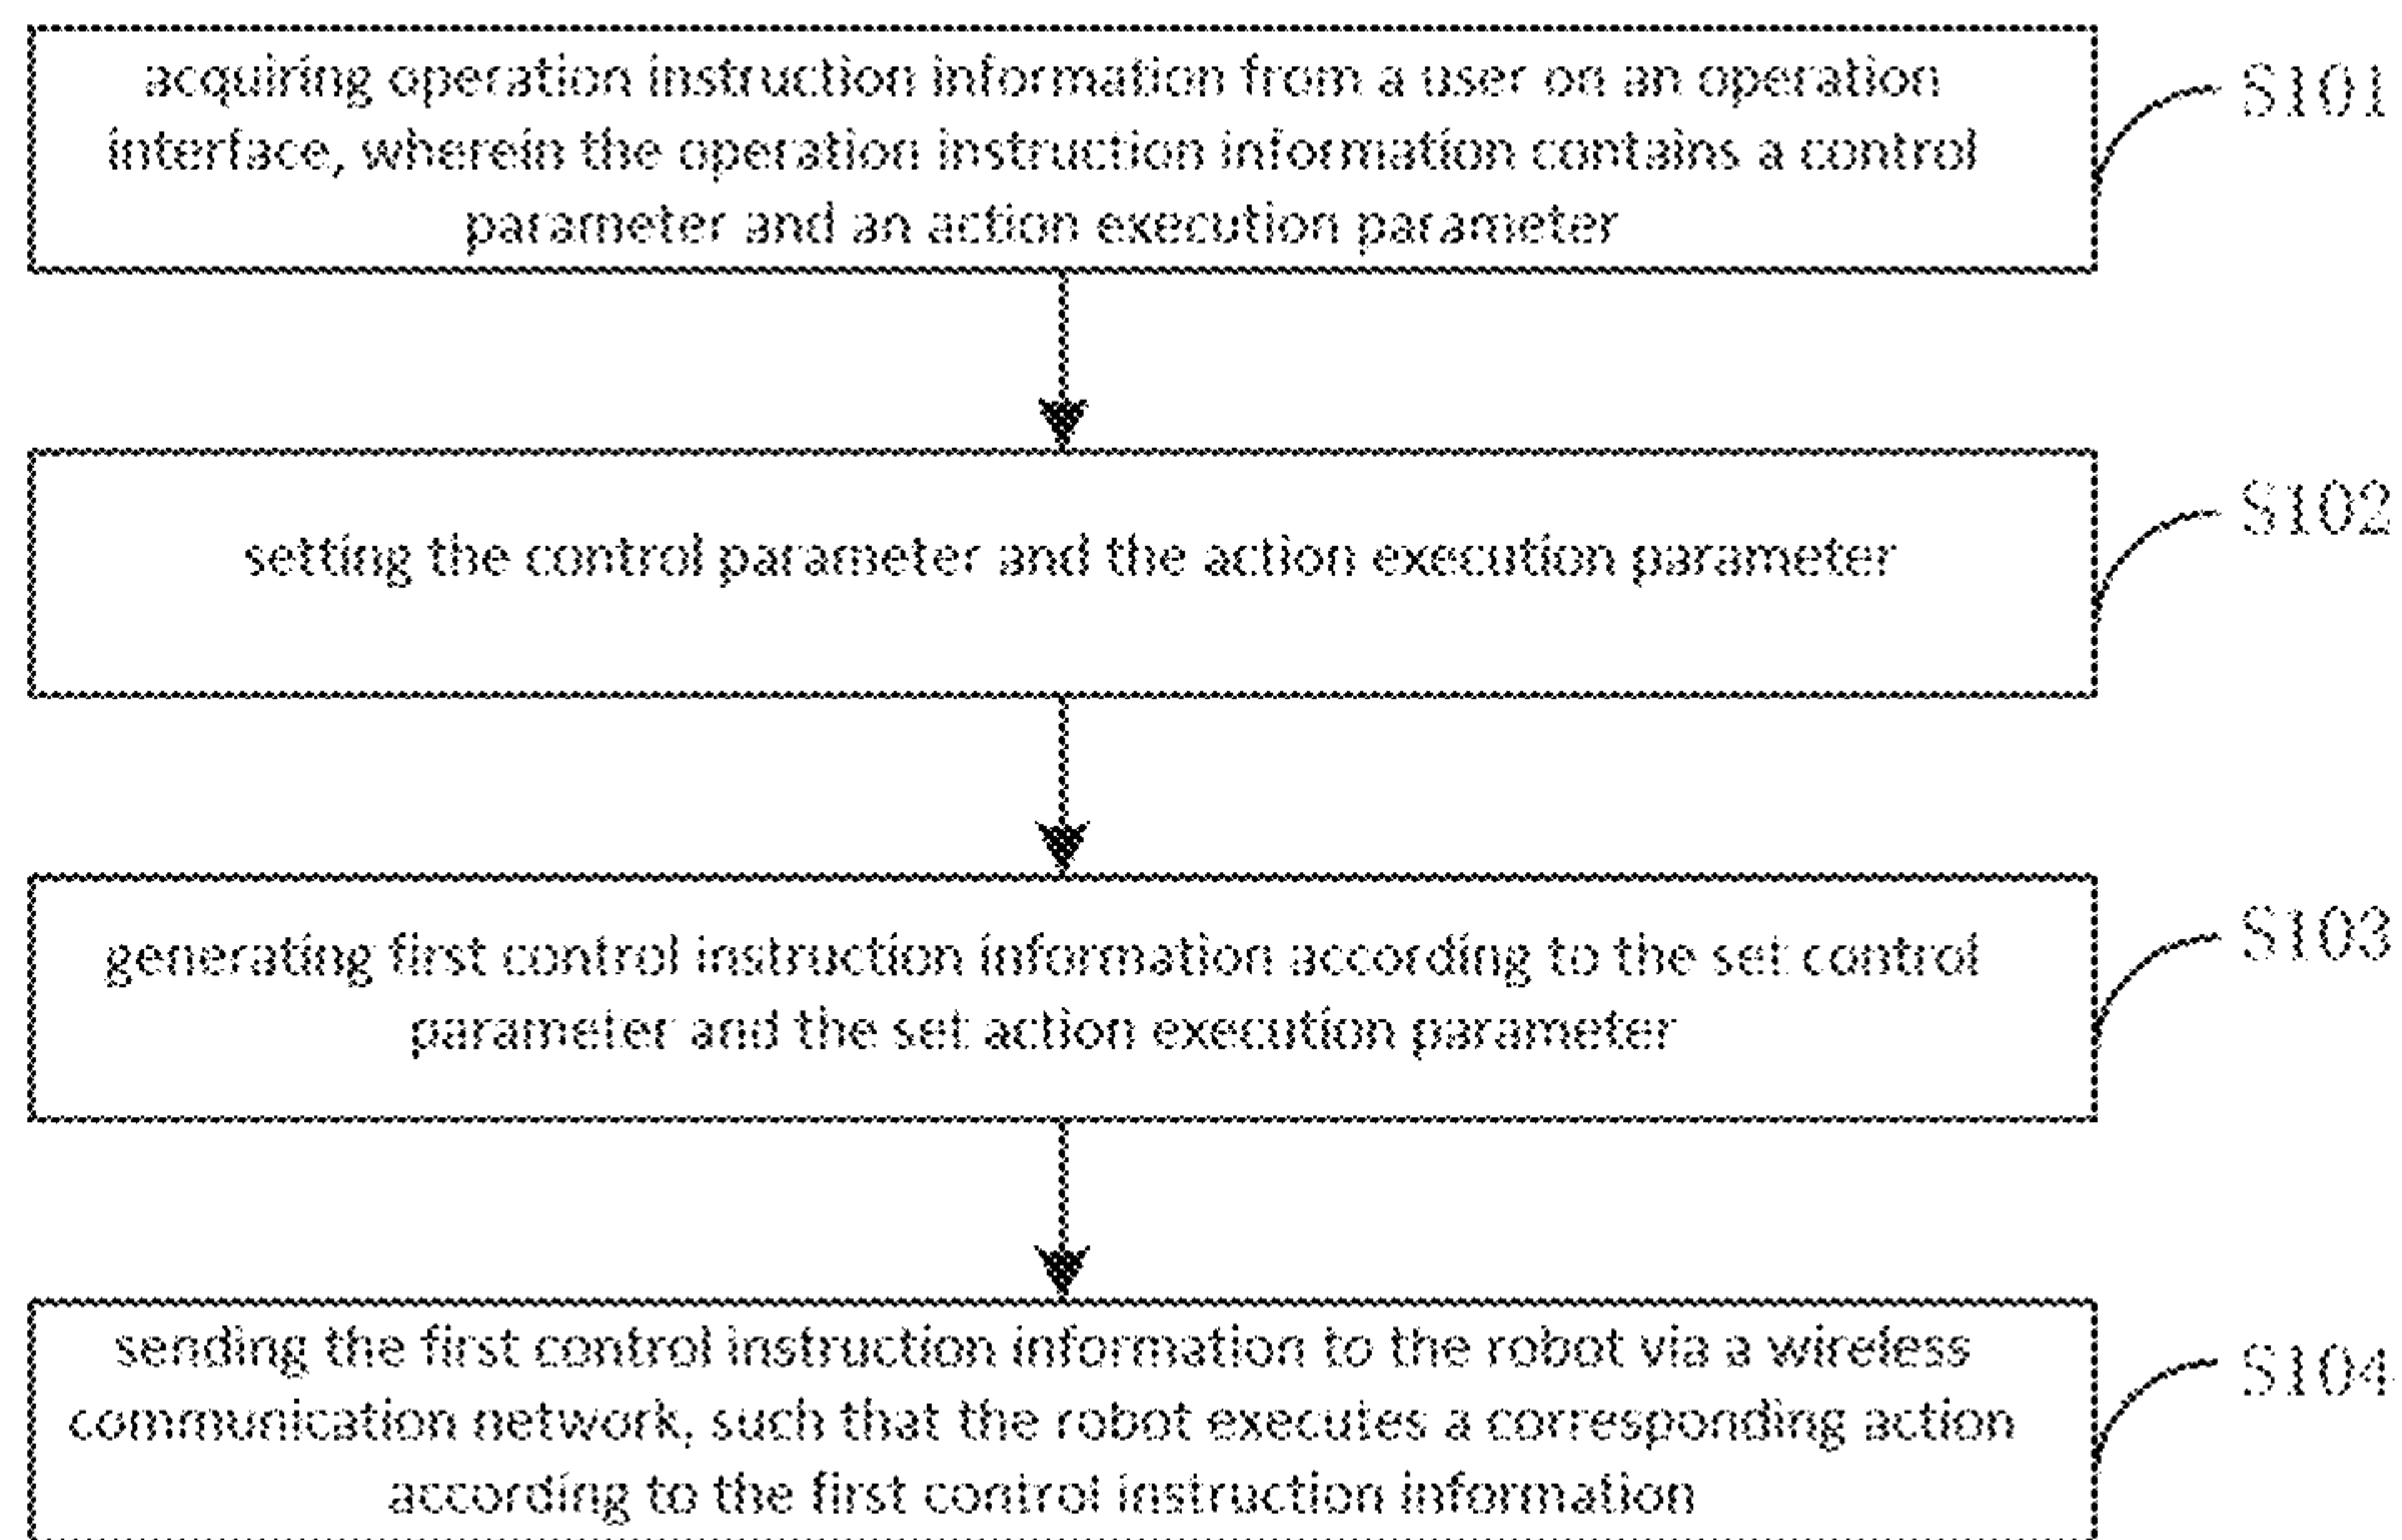 acquiring operation instruction information from a user on an operation
interface, wherein the operation instruction information contains a control
parameter and an action execution parameter
S101
setting the control parameter and the action execution parameter
S102
generating first control instruction information according to the set control
parameter and the set action execution parameter
S103
sending the first control instruction information to the robot via a wireless
communication network, such that the robot executes a corresponding action
according to the first control instruction information
S104